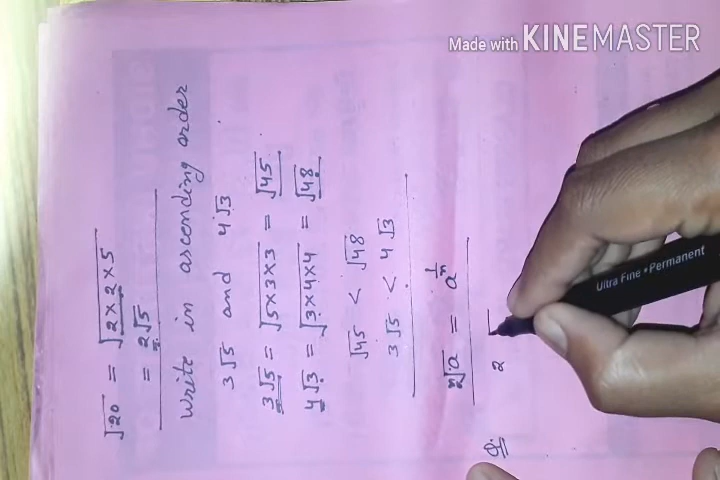 Made with KINEMASTER
√20 = √2×2×5
= 2√5
Write in ascending order
3√5 and 4√3
3√5 = √5×3×3 = √45
4√3 = √3×4×4 = √48
√45 < √48
3√5 < 4√3
ⁿ√a = a^(1/n)
Q. 2√
Ultra Fine • Permanent